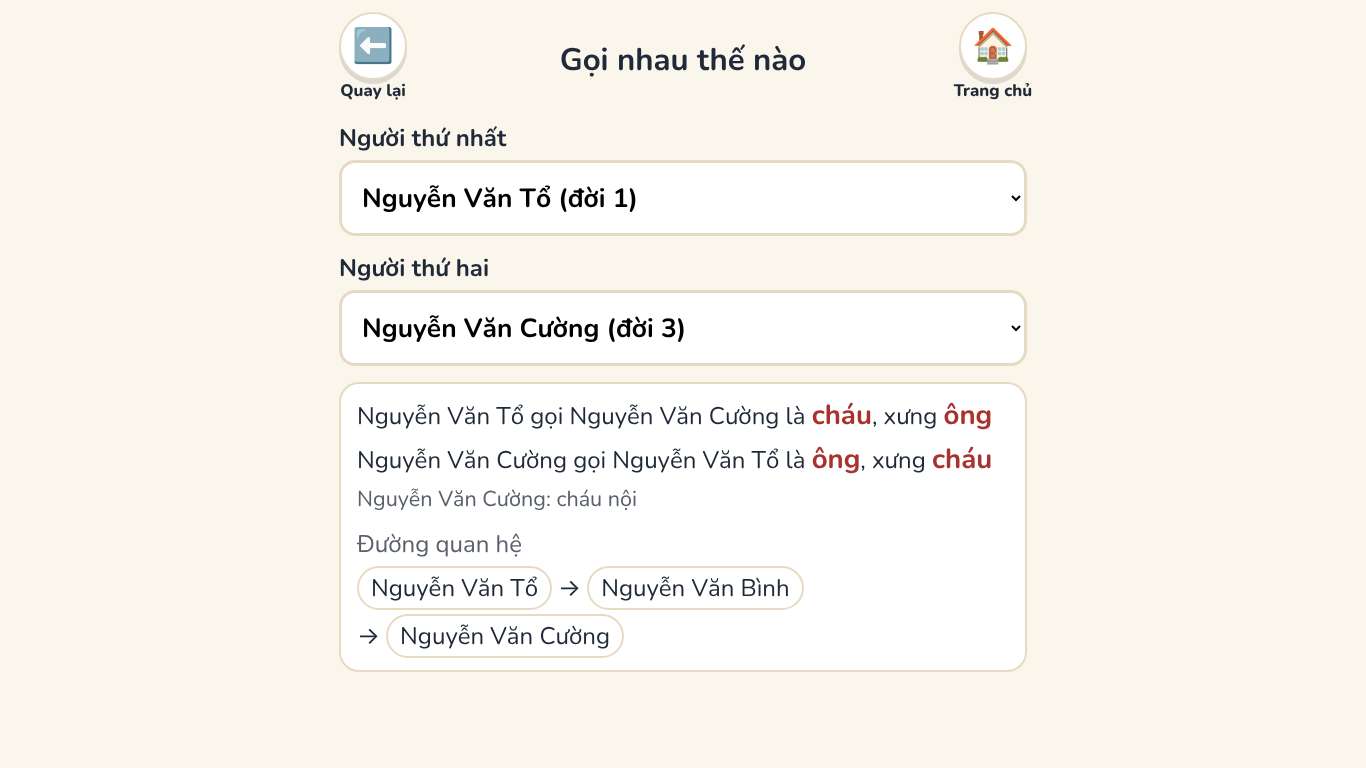 Gọi nhau thế nào
Quay lại
Trang chủ
Người thứ nhất
Nguyễn Văn Tổ (đời 1)
Người thứ hai
Nguyễn Văn Cường (đời 3)
Nguyễn Văn Tổ gọi Nguyễn Văn Cường là cháu, xưng ông
Nguyễn Văn Cường gọi Nguyễn Văn Tổ là ông, xưng cháu
Nguyễn Văn Cường: cháu nội
Đường quan hệ
Nguyễn Văn Tổ → Nguyễn Văn Bình
→ Nguyễn Văn Cường